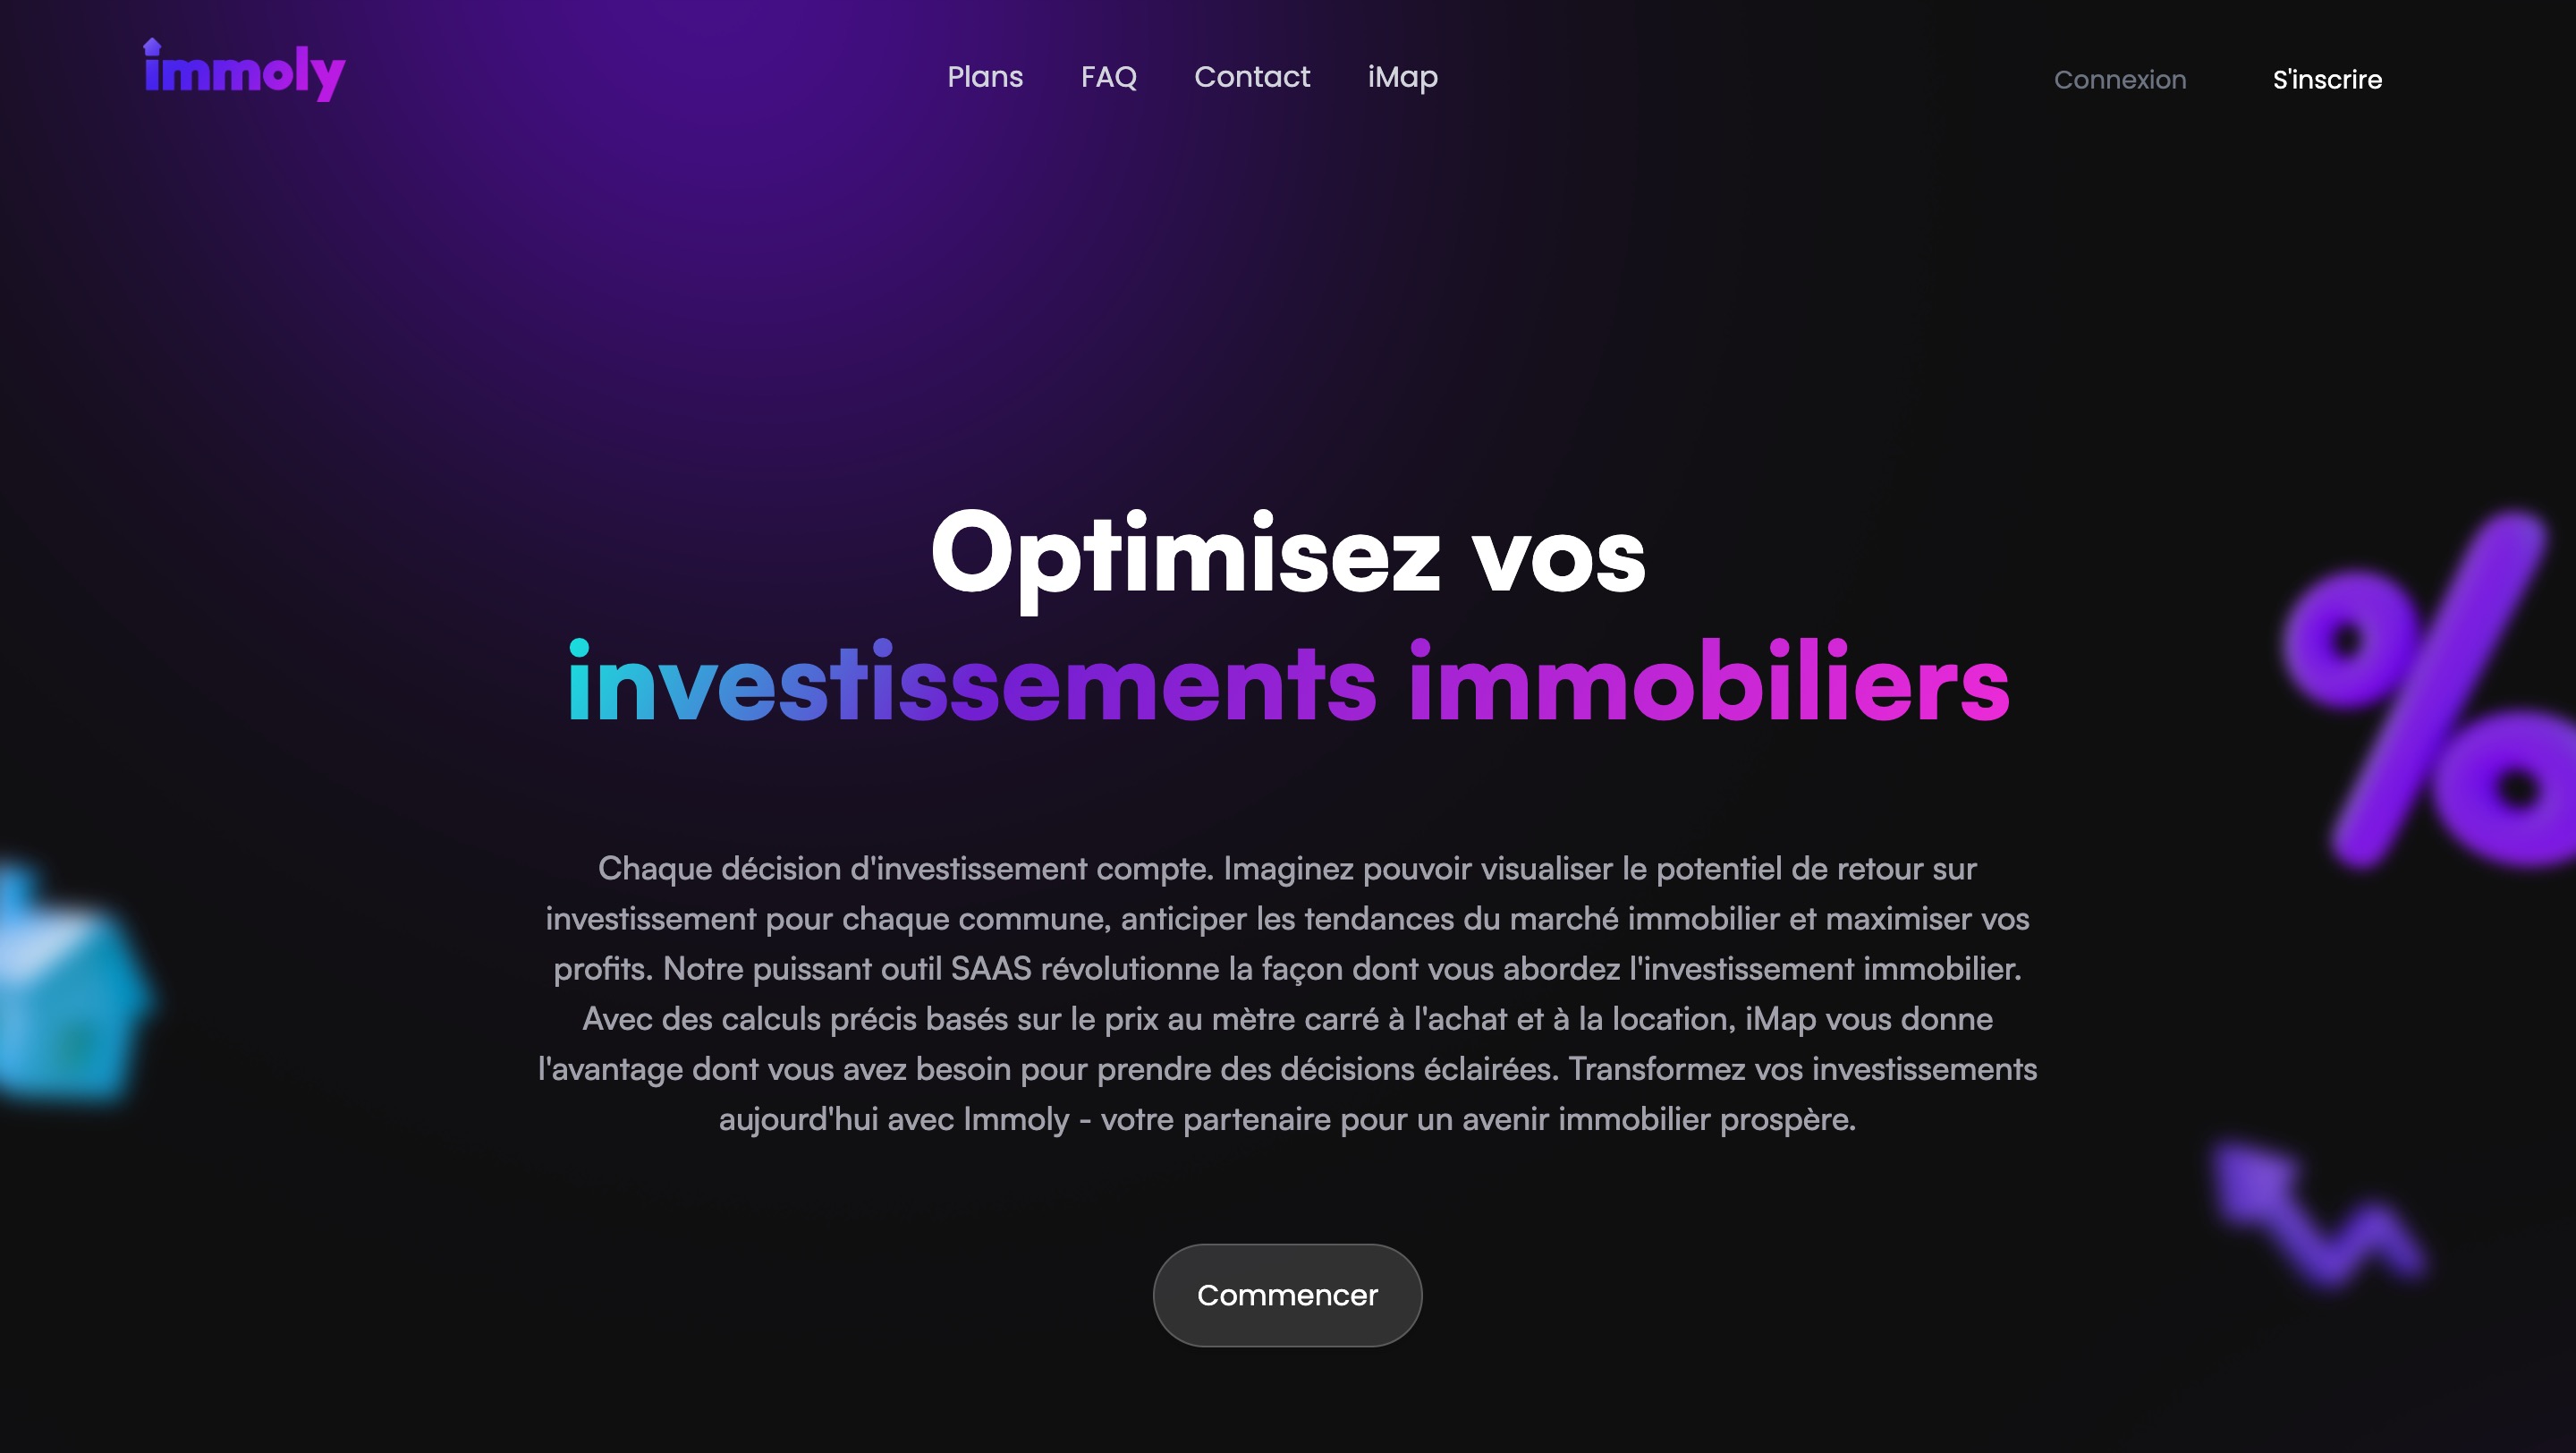 immoly
Plans
FAQ
Contact
iMap
Connexion
S'inscrire
Optimisez vos
investissements immobiliers
Chaque décision d'investissement compte. Imaginez pouvoir visualiser le potentiel de retour sur
investissement pour chaque commune, anticiper les tendances du marché immobilier et maximiser vos
profits. Notre puissant outil SAAS révolutionne la façon dont vous abordez l'investissement immobilier.
Avec des calculs précis basés sur le prix au mètre carré à l'achat et à la location, iMap vous donne
l'avantage dont vous avez besoin pour prendre des décisions éclairées. Transformez vos investissements
aujourd'hui avec Immoly - votre partenaire pour un avenir immobilier prospère.
%
Commencer